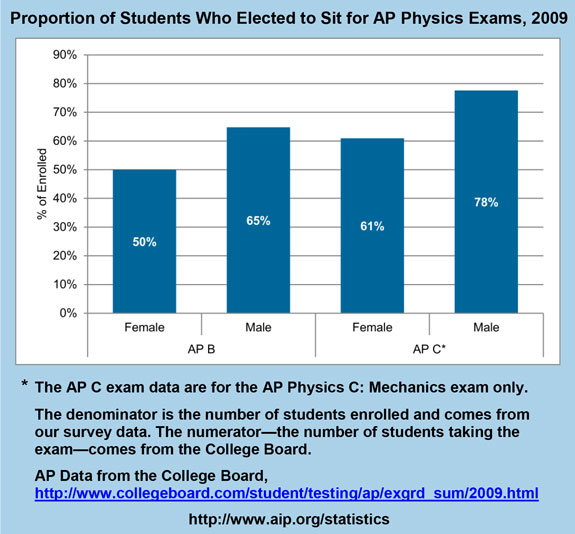 Proportion of Students Who Elected to Sit for AP Physics Exams, 2009
90%
80%
70%
60%
50%
40%
30%
20%
10%
0%
% of Enrolled
50%
65%
61%
78%
Female Male Female Male
AP B AP C*
* The AP C exam data are for the AP Physics C: Mechanics exam only.
The denominator is the number of students enrolled and comes from
our survey data. The numerator—the number of students taking the
exam—comes from the College Board.
AP Data from the College Board,
http://www.collegeboard.com/student/testing/ap/exgrd_sum/2009.html
http://www.aip.org/statistics